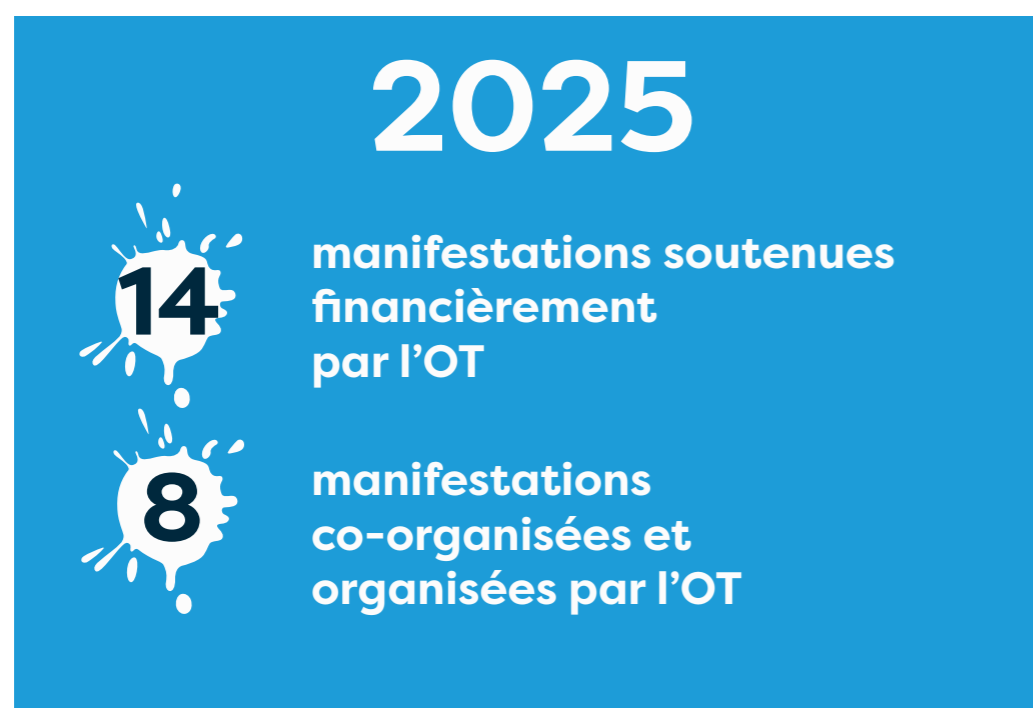 2025
14
manifestations soutenues
financièrement
par l’OT
8
manifestations
co-organisées et
organisées par l’OT